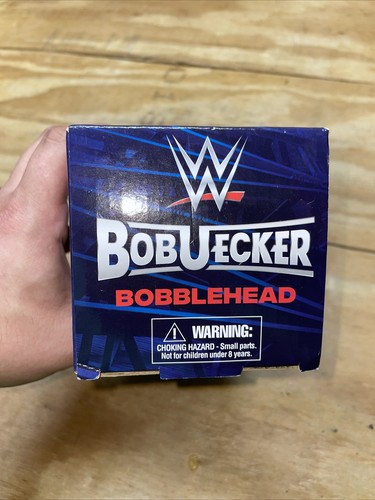 W
BOBUECKER
BOBBLEHEAD
WARNING:
CHOKING HAZARD - Small parts.
Not for children under 8 years.